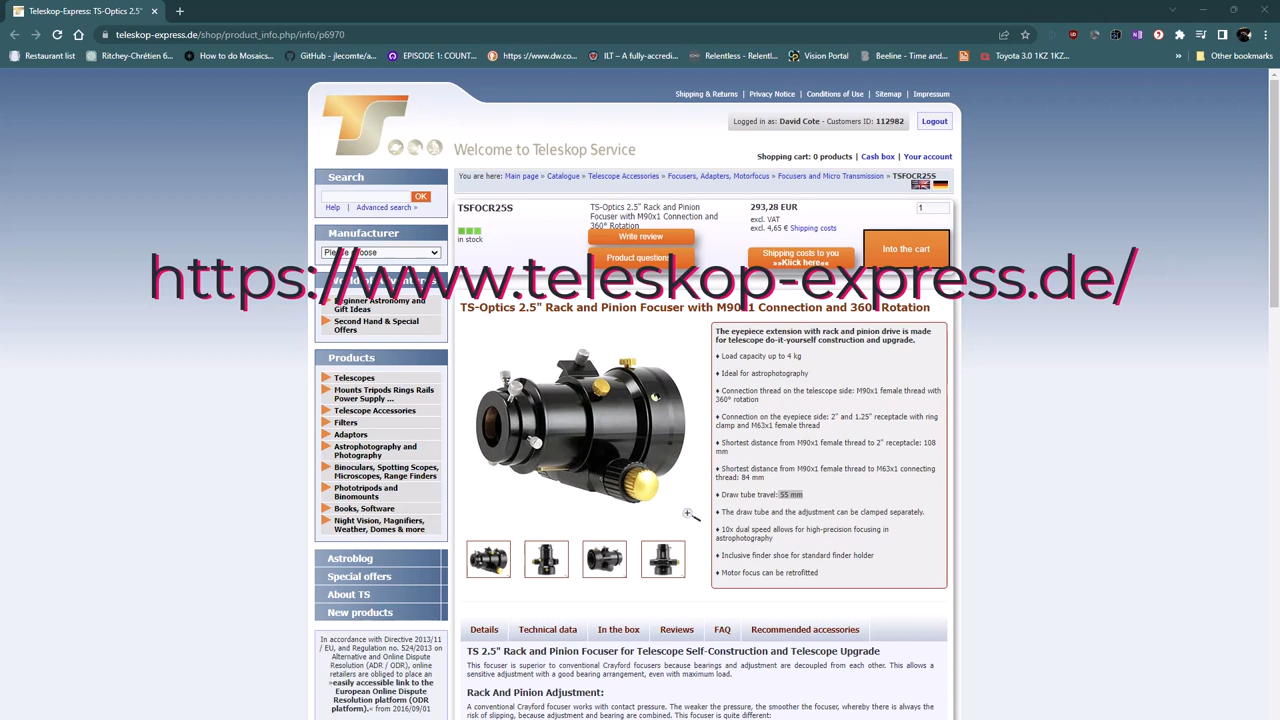 Teleskop-Express: TS-Optics 2.5"
teleskop-express.de/shop/product_info.php/info/p6970
Restaurant list
Ritchey-Chrétien 6...
How to do Mosaics...
GitHub - jlecomte/a...
EPISODE 1: COUNT...
https://www.dw.co...
ILT – A full featured...
Relentless - Relentl...
Vision Portal
Beeline - Array -Tim...
Toyota 3.0 1KZ 1KZ...
»
Other bookmarks
Shipping & Returns | Privacy Notice | Conditions of Use | Sitemap | Impressum
Logged in as: David Cote - Customers ID: 112982
Logout
TS
Welcome to Teleskop Service
Shopping cart: 0 products | Cash box | Your account
You are here: Main page » Catalogue » Telescope Accessories » Focusers, Adapters, Motorfocus » Focusers and Micro Transmission » TSFOCR25S
Search
OK
Help | Advanced search »
Manufacturer
Beginner Astronomy and
Gift Ideas
Second Hand & Special
Offers
Products
Telescopes
Mounts Tripods Rings Rails
Power Supply ...
Telescope Accessories
Filters
Adaptors
Astrophotography and
Photography
Binoculars, Spotting Scopes,
Microscopes, Range Finders
Phototripods and
Binomounts
Books, Software
Night Vision, Magnifiers,
Weather, Domes & more
Astroblog
Special offers
About TS
New products
In accordance with Directive 2013/11
/ EU, and Regulation no. 524/2013 on
Alternative and Online Dispute
Resolution (ADR / ODR), online
retailers are obliged to place an
»easily accessible link to the
European Online Dispute
Resolution platform (ODR
platform).« from 2016/09/01
TSFOCR25S
in stock
TS-Optics 2.5" Rack and Pinion
Focuser with M90x1 Connection and
360° Rotation
Write review
Product questions
293,28 EUR
excl. VAT
excl. 4,65 € Shipping costs
Shipping costs to you
»»Klick here««
1
Into the cart
https://www.teleskop-express.de/
TS-Optics 2.5" Rack and Pinion Focuser with M90x1 Connection and 360° Rotation
The eyepiece extension with rack and pinion drive is made
for telescope do-it-yourself construction and upgrade.
♦ Load capacity up to 4 kg
♦ Ideal for astrophotography
♦ Connection thread on the telescope side: M90x1 female thread with
360° rotation
♦ Connection on the eyepiece side: 2" and 1.25" receptacle with ring
clamp and M63x1 female thread
♦ Shortest distance from M90x1 female thread to 2" receptacle: 108
mm
♦ Shortest distance from M90x1 female thread to M63x1 connecting
thread: 84 mm
♦ Draw tube travel: 55 mm
♦ The draw tube and the adjustment can be clamped separately.
♦ 10x dual speed allows for high-precision focusing in
astrophotography
♦ Inclusive finder shoe for standard finder holder
♦ Motor focus can be retrofitted
Details
Technical data
In the box
Reviews
FAQ
Recommended accessories
TS 2.5" Rack and Pinion Focuser for Telescope Self-Construction and Telescope Upgrade
This focuser is superior to conventional Crayford focusers because bearings and adjustment are decoupled from each other. This allows a
sensitive adjustment with a good bearing arrangement, even with maximum load.
Rack And Pinion Adjustment:
A conventional Crayford focuser works with contact pressure. The weaker the pressure, the smoother the focuser, whereby there is always the
risk of slipping, because adjustment and bearing are combined. This focuser is quite different: